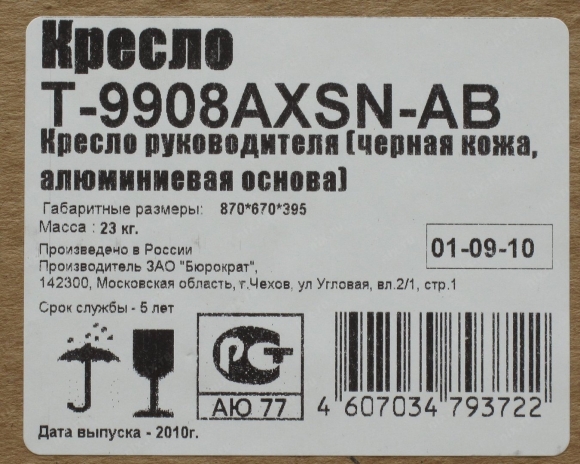 Кресло
T-9908AXSN-AB
Кресло руководителя (черная кожа,
алюминиевая основа)
Габаритные размеры: 870*670*395
Масса : 23 кг.
Произведено в России
01-09-10
Производитель ЗАО "Бюрократ",
142300, Московская область, г.Чехов, ул Угловая, вл.2/1, стр.1
Срок службы - 5 лет
РСТ
АЮ 77
4 607034 793722
Дата выпуска - 2010г.